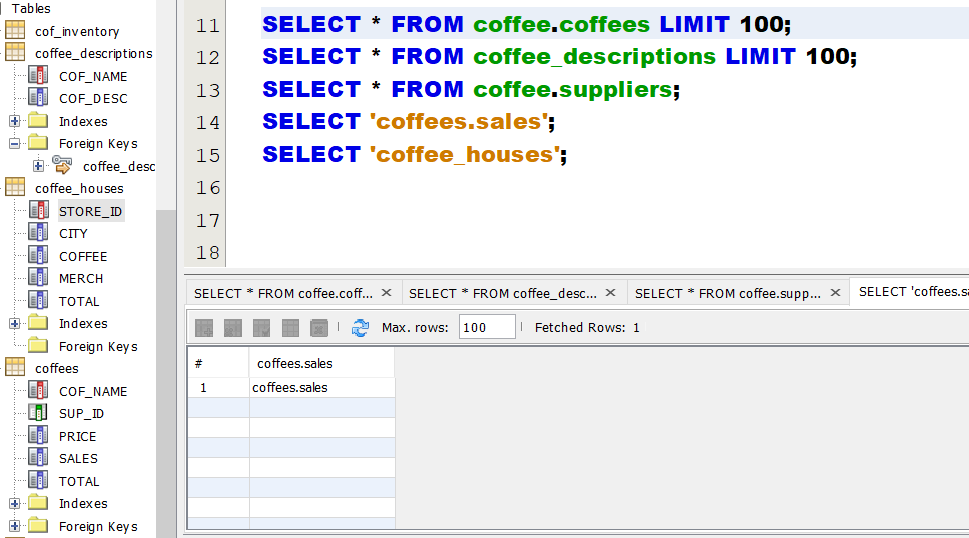 Tables
cof_inventory
coffee_descriptions
COF_NAME
COF_DESC
Indexes
Foreign Keys
coffee_desc
coffee_houses
STORE_ID
CITY
COFFEE
MERCH
TOTAL
Indexes
Foreign Keys
coffees
COF_NAME
SUP_ID
PRICE
SALES
TOTAL
Indexes
Foreign Keys
11 SELECT * FROM coffee.coffees LIMIT 100;
12 SELECT * FROM coffee_descriptions LIMIT 100;
13 SELECT * FROM coffee.suppliers;
14 SELECT 'coffees.sales';
15 SELECT 'coffee_houses';
16
17
18
SELECT * FROM coffee.coff... SELECT * FROM coffee_desc... SELECT * FROM coffee.supp... SELECT 'coffees.sa
Max. rows: 100 Fetched Rows: 1
# coffees.sales
1 coffees.sales